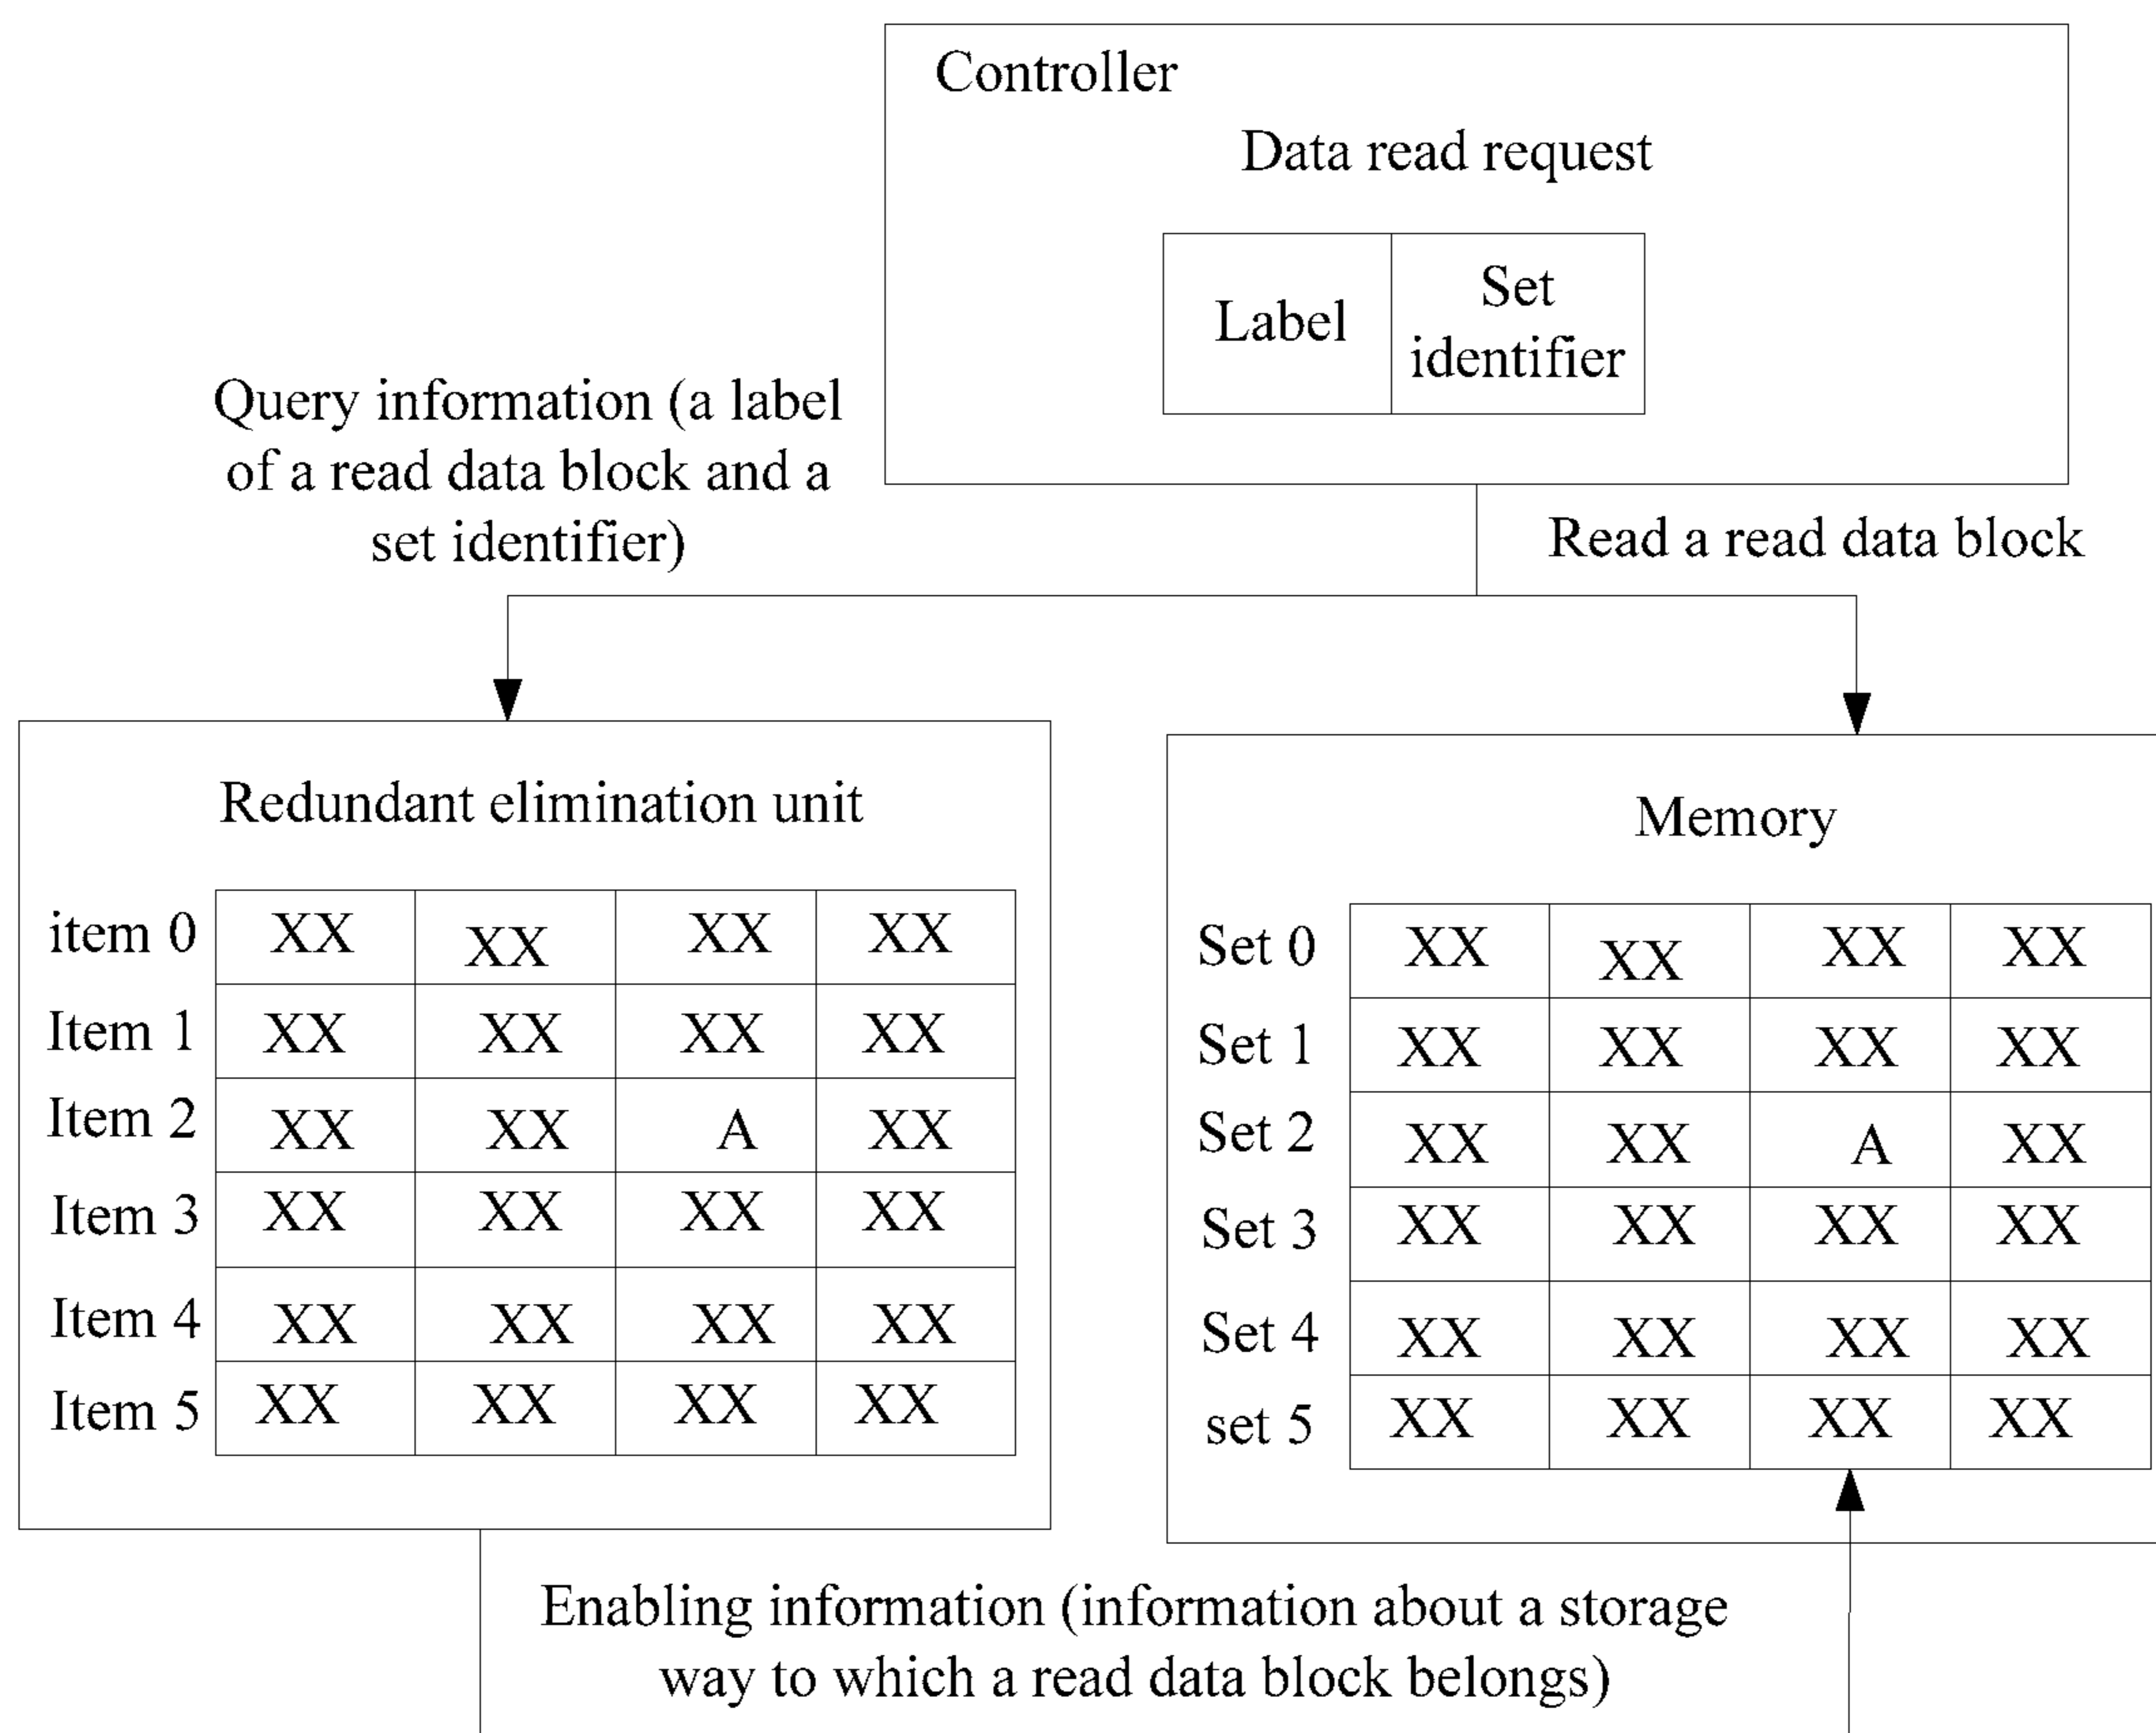 Controller
Data read request
Label
Set
identifier
Query information (a label
of a read data block and a
set identifier)
Read a read data block
Redundant elimination unit
item 0 XX XX XX XX
Item 1 XX XX XX XX
Item 2 XX XX A XX
Item 3 XX XX XX XX
Item 4 XX XX XX XX
Item 5 XX XX XX XX
Memory
Set 0 XX XX XX XX
Set 1 XX XX XX XX
Set 2 XX XX A XX
Set 3 XX XX XX XX
Set 4 XX XX XX XX
set 5 XX XX XX XX
Enabling information (information about a storage
way to which a read data block belongs)